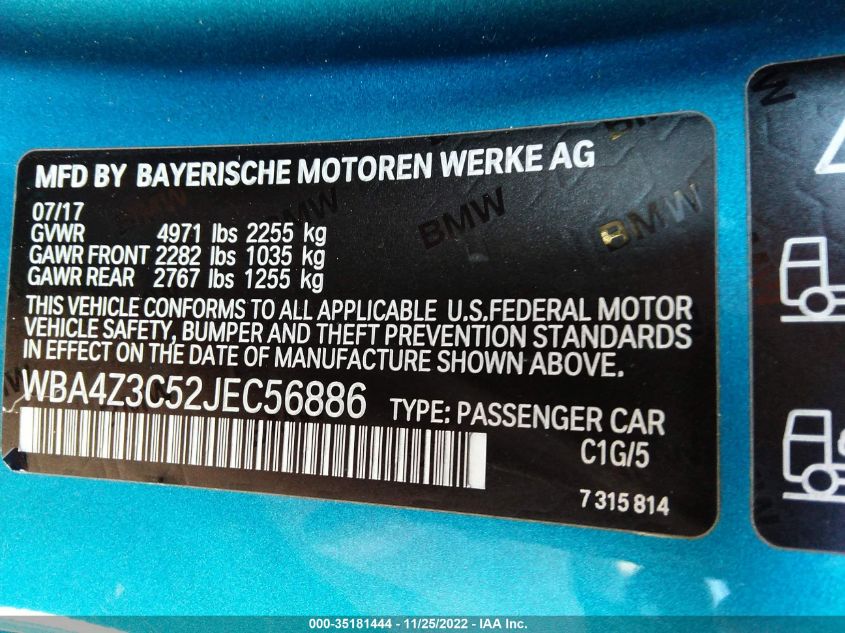 MFD BY BAYERISCHE MOTOREN WERKE AG
07/17
GVWR 4971 lbs 2255 kg
GAWR FRONT 2282 lbs 1035 kg
GAWR REAR 2767 lbs 1255 kg
THIS VEHICLE CONFORMS TO ALL APPLICABLE U.S.FEDERAL MOTOR
VEHICLE SAFETY, BUMPER AND THEFT PREVENTION STANDARDS
IN EFFECT ON THE DATE OF MANUFACTURE SHOWN ABOVE.
WBA4Z3C52JEC56886 TYPE: PASSENGER CAR
C1G/5
7 315 814
BMW
BMW
000-35181444 - 11/25/2022 - IAA Inc.